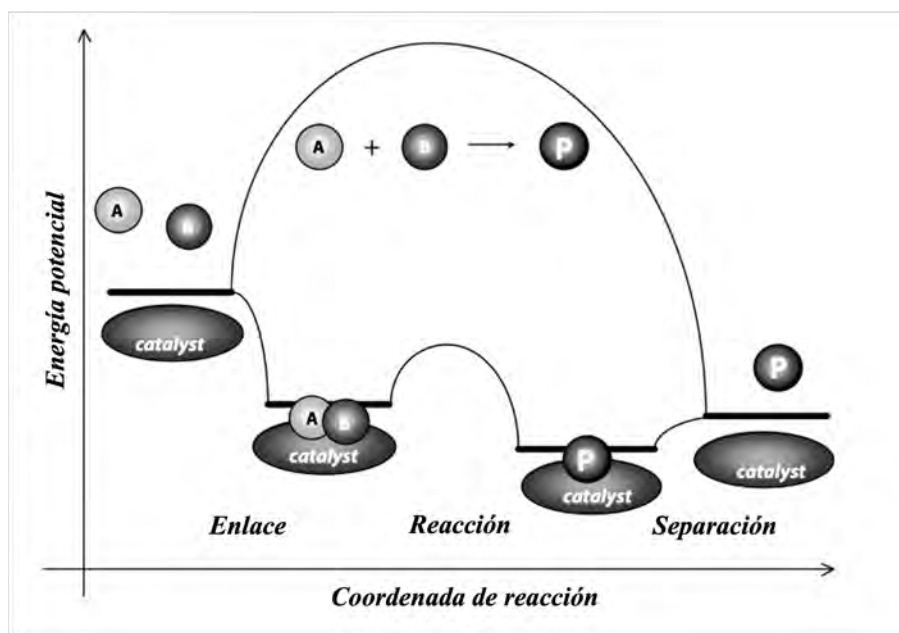 Energía potencial
A + B → P
A
B
catalyst
A B
catalyst
P
catalyst
P
catalyst
Enlace Reacción Separación
Coordenada de reacción